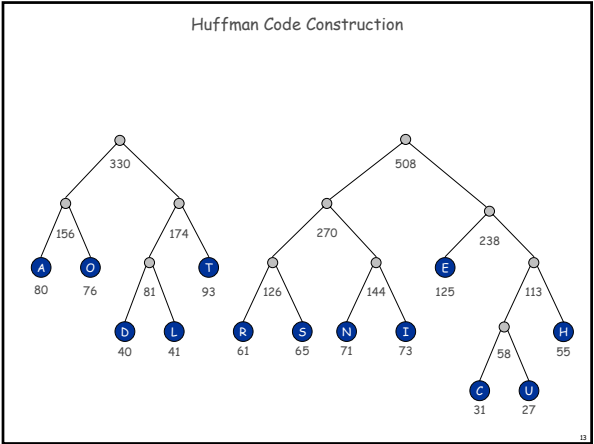 Huffman Code Construction
330 508
156 174 270 238
A O T E
80 76 81 93 126 144 125 113
D L R S N I H
40 41 61 65 71 73 58 55
C U
31 27
13